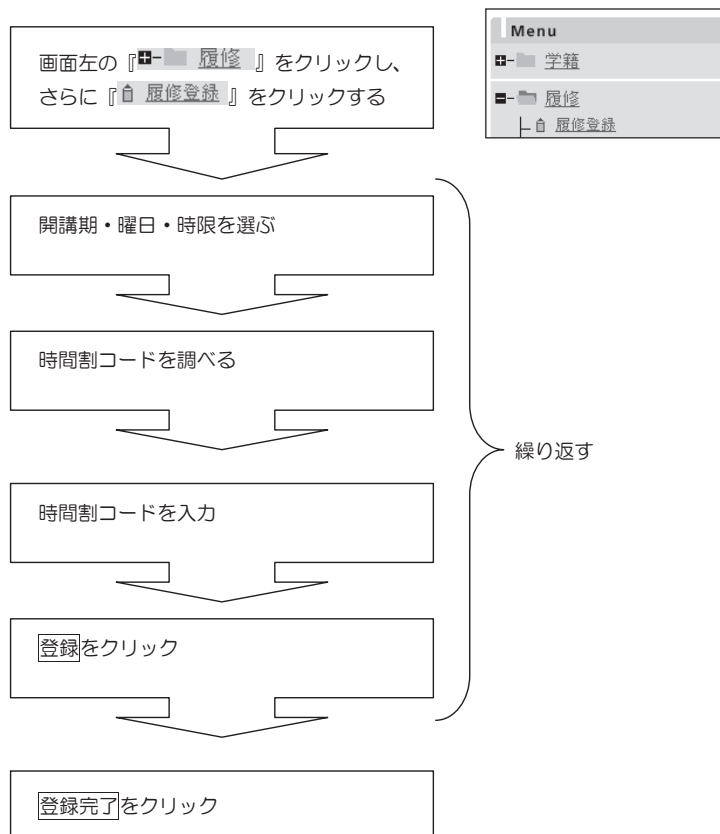 画面左の『履修』をクリックし、
さらに『履修登録』をクリックする
Menu
学籍
履修
履修登録
開講期・曜日・時限を選ぶ
時間割コードを調べる
繰り返す
時間割コードを入力
登録をクリック
登録完了をクリック